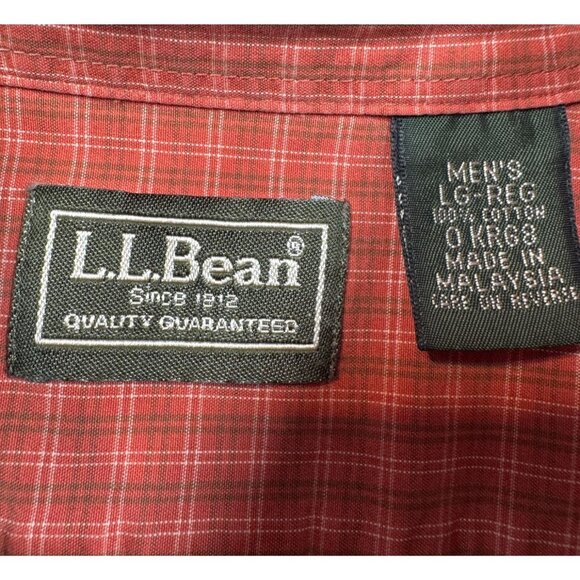 L.L.Bean®
Since 1912
QUALITY GUARANTEED
MEN'S
LG-REG
100% COTTON
0 KRG8
MADE IN
MALAYSIA
CARE ON REVERSE